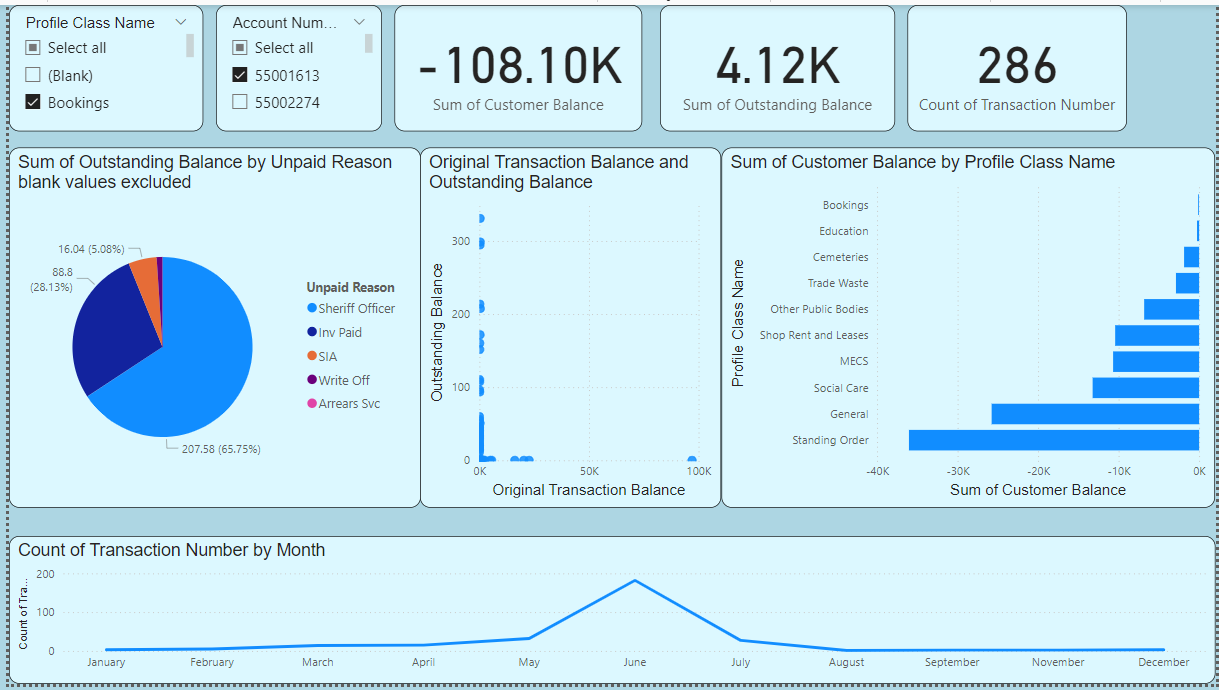 Profile Class Name
Select all
(Blank)
Bookings
Account Num...
Select all
55001613
55002274
-108.10K
Sum of Customer Balance
4.12K
Sum of Outstanding Balance
286
Count of Transaction Number
Sum of Outstanding Balance by Unpaid Reason
blank values excluded
16.04 (5.08%)
88.8
(28.13%)
207.58 (65.75%)
Unpaid Reason
Sheriff Officer
Inv Paid
SIA
Write Off
Arrears Svc
Original Transaction Balance and
Outstanding Balance
Outstanding Balance
300
200
100
0
0K 50K 100K
Original Transaction Balance
Sum of Customer Balance by Profile Class Name
Profile Class Name
Bookings
Education
Cemeteries
Trade Waste
Other Public Bodies
Shop Rent and Leases
MECS
Social Care
General
Standing Order
-40K -30K -20K -10K 0K
Sum of Customer Balance
Count of Transaction Number by Month
Count of Tra...
200
100
0
January February March April May June July August September November December